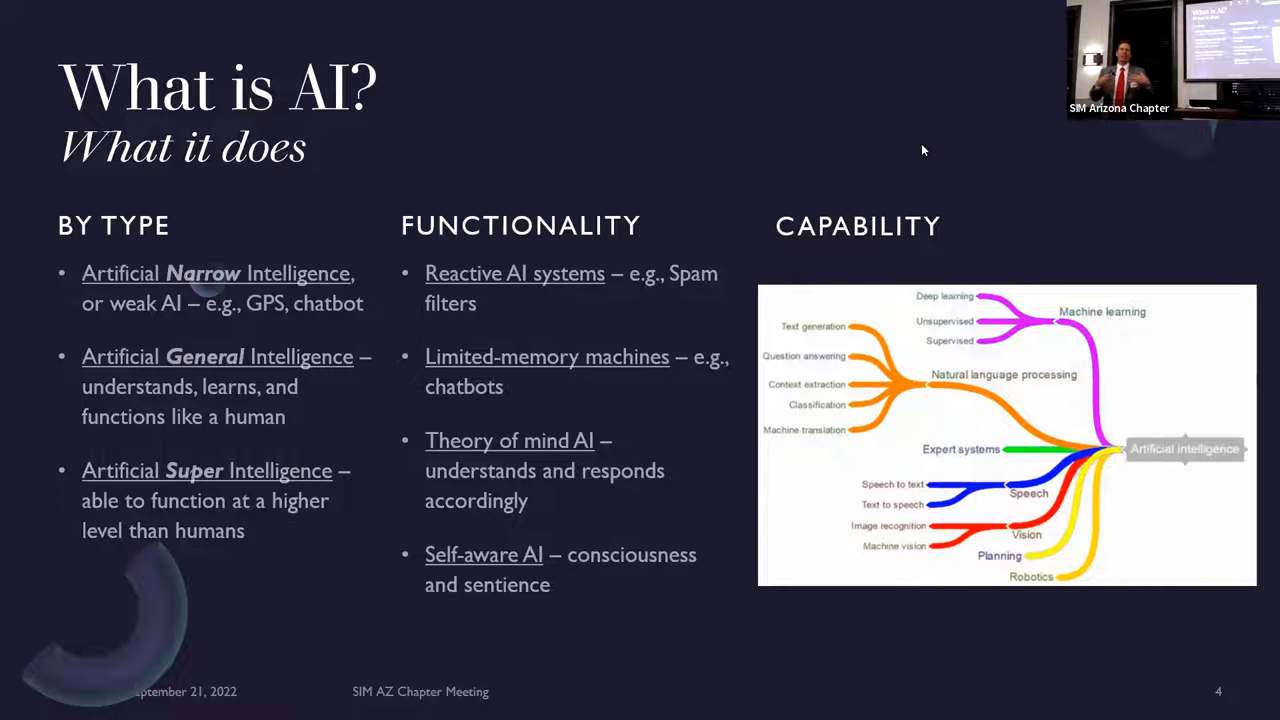 What is AI?
What it does
SIM Arizona Chapter
BY TYPE
• Artificial Narrow Intelligence,
or weak AI – e.g., GPS, chatbot
• Artificial General Intelligence –
understands, learns, and
functions like a human
• Artificial Super Intelligence –
able to function at a higher
level than humans
FUNCTIONALITY
• Reactive AI systems – e.g., Spam
filters
• Limited-memory machines – e.g.,
chatbots
• Theory of mind AI –
understands and responds
accordingly
• Self-aware AI – consciousness
and sentience
CAPABILITY
Deep learning
Unsupervised
Supervised
Machine learning
Text generation
Question answering
Context extraction
Classification
Machine translation
Natural language processing
Expert systems
Artificial intelligence
Speech to text
Text to speech
Speech
Image recognition
Machine vision
Vision
Planning
Robotics
eptember 21, 2022
SIM AZ Chapter Meeting
4